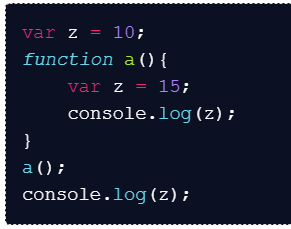 var z = 10;
function a(){
    var z = 15;
    console.log(z);
}
a();
console.log(z);